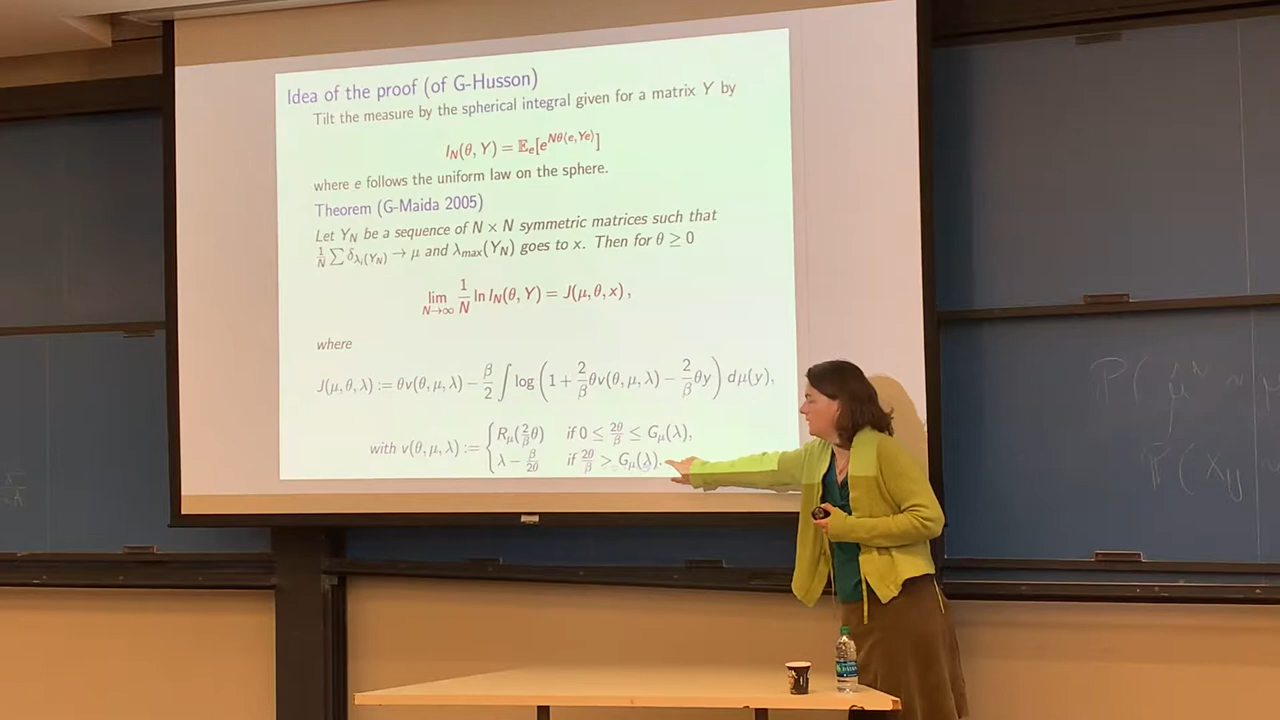 Idea of the proof (of G-Husson)
Tilt the measure by the spherical integral given for a matrix Y by
I_N(θ, Y) = 𝔼_e[e^{Nθ⟨e,Ye⟩}]
where e follows the uniform law on the sphere.
Theorem (G-Maida 2005)
Let Y_N be a sequence of N × N symmetric matrices such that
1/N ∑ δ_{λ_i(Y_N)} → μ and λ_max(Y_N) goes to x. Then for θ ≥ 0
lim_{N→∞} 1/N ln I_N(θ, Y) = J(μ, θ, x) ,
where
J(μ, θ, λ) := θv(θ, μ, λ) − β/2 ∫ log (1 + 2/β θv(θ, μ, λ) − 2/β θy) dμ(y),
with v(θ, μ, λ) := { R_μ(2/β θ) if 0 ≤ 2θ/β ≤ G_μ(λ),
λ − β/2θ if 2θ/β > G_μ(λ).